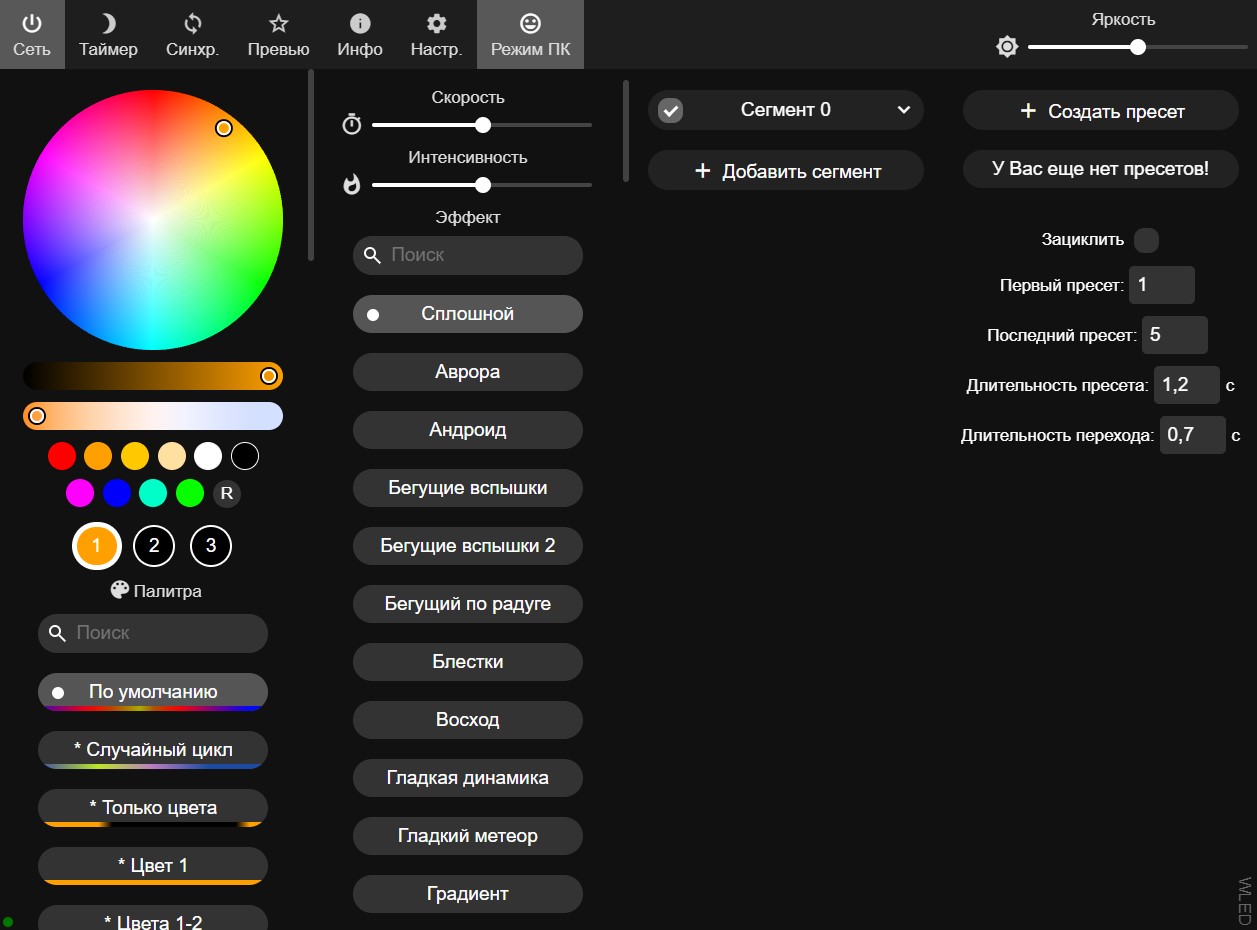 Сеть
Таймер
Синхр.
Превью
Инфо
Настр.
Режим ПК
Яркость
R
1
2
3
Палитра
Поиск
По умолчанию
* Случайный цикл
* Только цвета
* Цвет 1
* Цвета 1-2
Скорость
Интенсивность
Эффект
Поиск
Сплошной
Аврора
Андроид
Бегущие вспышки
Бегущие вспышки 2
Бегущий по радуге
Блестки
Восход
Гладкая динамика
Гладкий метеор
Градиент
Сегмент 0
+ Добавить сегмент
+ Создать пресет
У Вас еще нет пресетов!
Зациклить
Первый пресет: 1
Последний пресет: 5
Длительность пресета: 1,2 с
Длительность перехода: 0,7 с
WLED